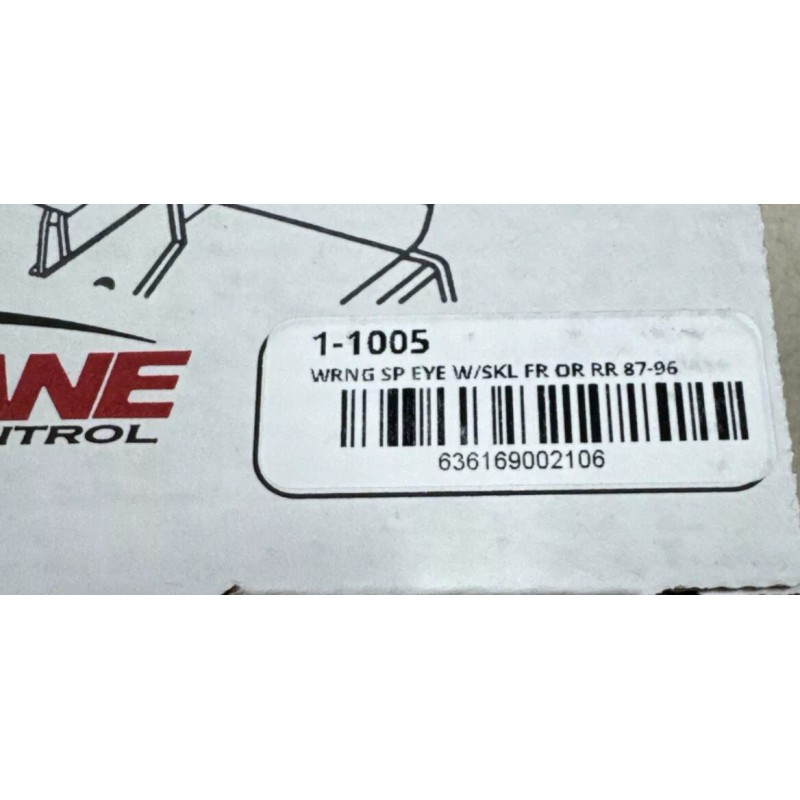 1-1005
WRNG SP EYE W/SKL FR OR RR 87-96
636169002106
ANE
NTROL